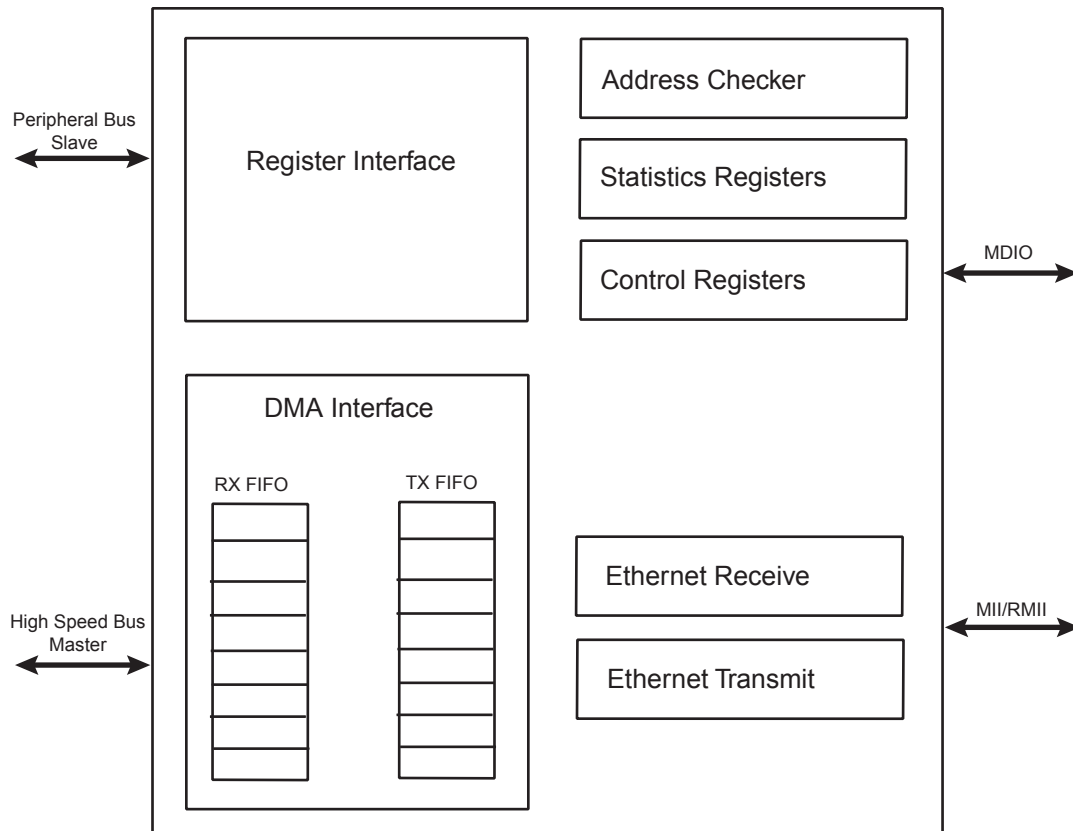 Peripheral Bus
Slave
Register Interface
Address Checker
Statistics Registers
Control Registers
MDIO
DMA Interface
RX FIFO
TX FIFO
High Speed Bus
Master
Ethernet Receive
Ethernet Transmit
MII/RMII